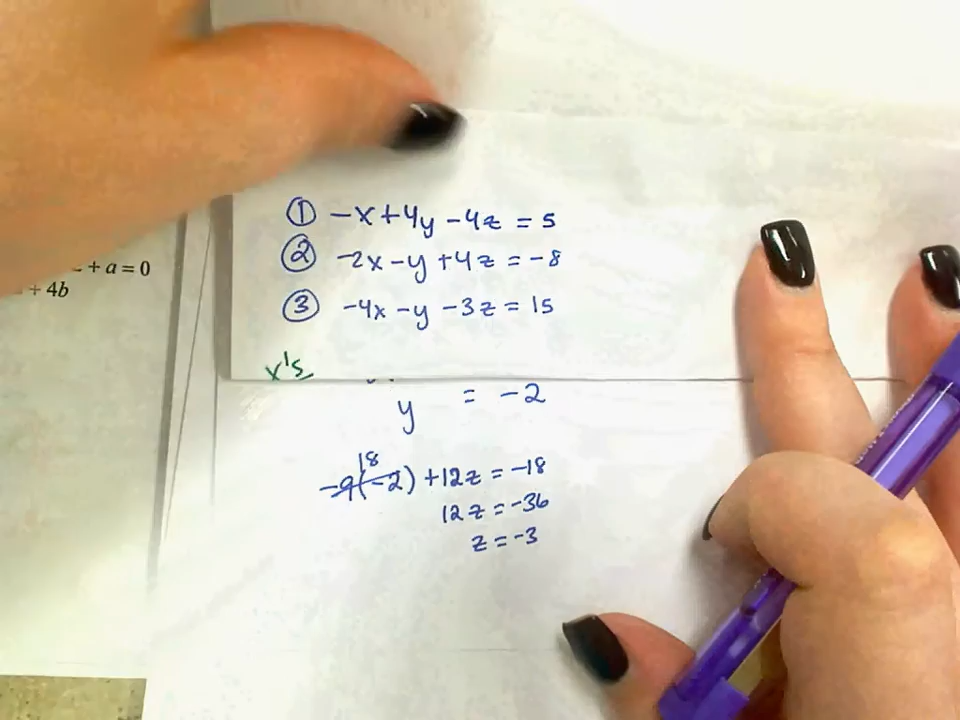 + a = 0
+ 4b
① -x + 4y - 4z = 5
② -2x - y + 4z = -8
③ -4x - y - 3z = 15
x's
y = -2
18
-9(-2) + 12z = -18
12z = -36
z = -3